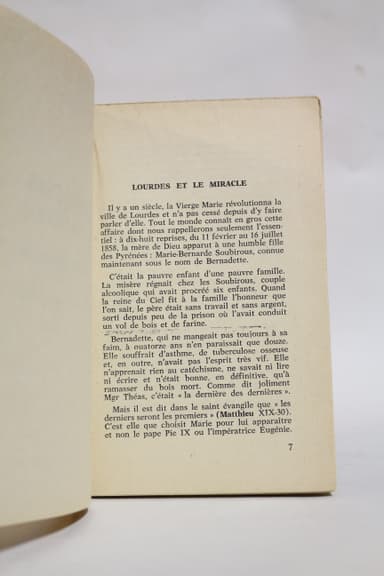 LOURDES ET LE MIRACLE
Il y a un siècle, la Vierge Marie révolutionna la
ville de Lourdes et n'a pas cessé depuis d'y faire
parler d'elle. Tout le monde connaît en gros cette
affaire dont nous rappellerons seulement l'essen-
tiel : à dix-huit reprises, du 11 février au 16 juillet
1858, la mère de Dieu apparut à une humble fille
des Pyrénées : Marie-Bernarde Soubirous, connue
maintenant sous le nom de Bernadette.
C'était la pauvre enfant d'une pauvre famille.
La misère régnait chez les Soubirous, couple
alcoolique qui avait procréé six enfants. Quand
la reine du Ciel fit à la famille l'honneur que
l'on sait, le père était sans travail et sans argent,
sorti depuis peu de la prison où l'avait conduit
un vol de bois et de farine.
Bernadette, qui ne mangeait pas toujours à sa
faim, à quatorze ans n'en paraissait que douze.
Elle souffrait d'asthme, de tuberculose osseuse
et, en outre, n'avait pas l'esprit très vif. Elle
n'apprenait rien au catéchisme, ne savait ni lire
ni écrire et n'était bonne, en définitive, qu'à
ramasser du bois mort. Comme dit joliment
Mgr Théas, c'était « la dernière des dernières ».
Mais il est dit dans le saint évangile que « les
derniers seront les premiers » (Matthieu XIX-30).
C'est elle que choisit Marie pour lui apparaître
et non le pape Pie IX ou l'impératrice Eugénie.
7